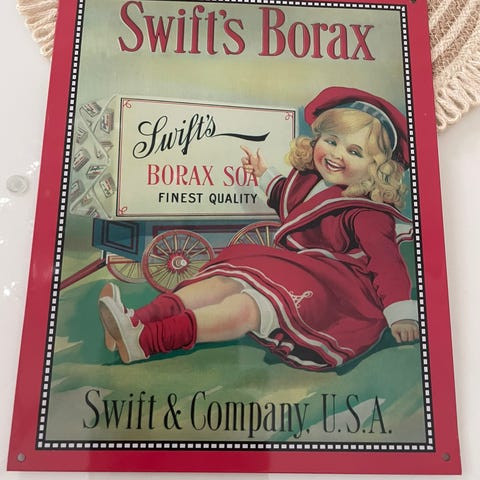 Swift's Borax
Swift's
BORAX SOA
FINEST QUALITY
Swift & Company, U.S.A.